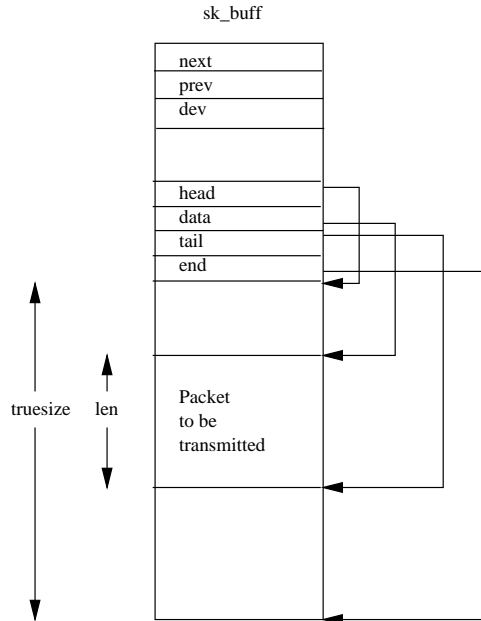 sk_buff
next
prev
dev
head
data
tail
end
truesize
len
Packet
to be
transmitted